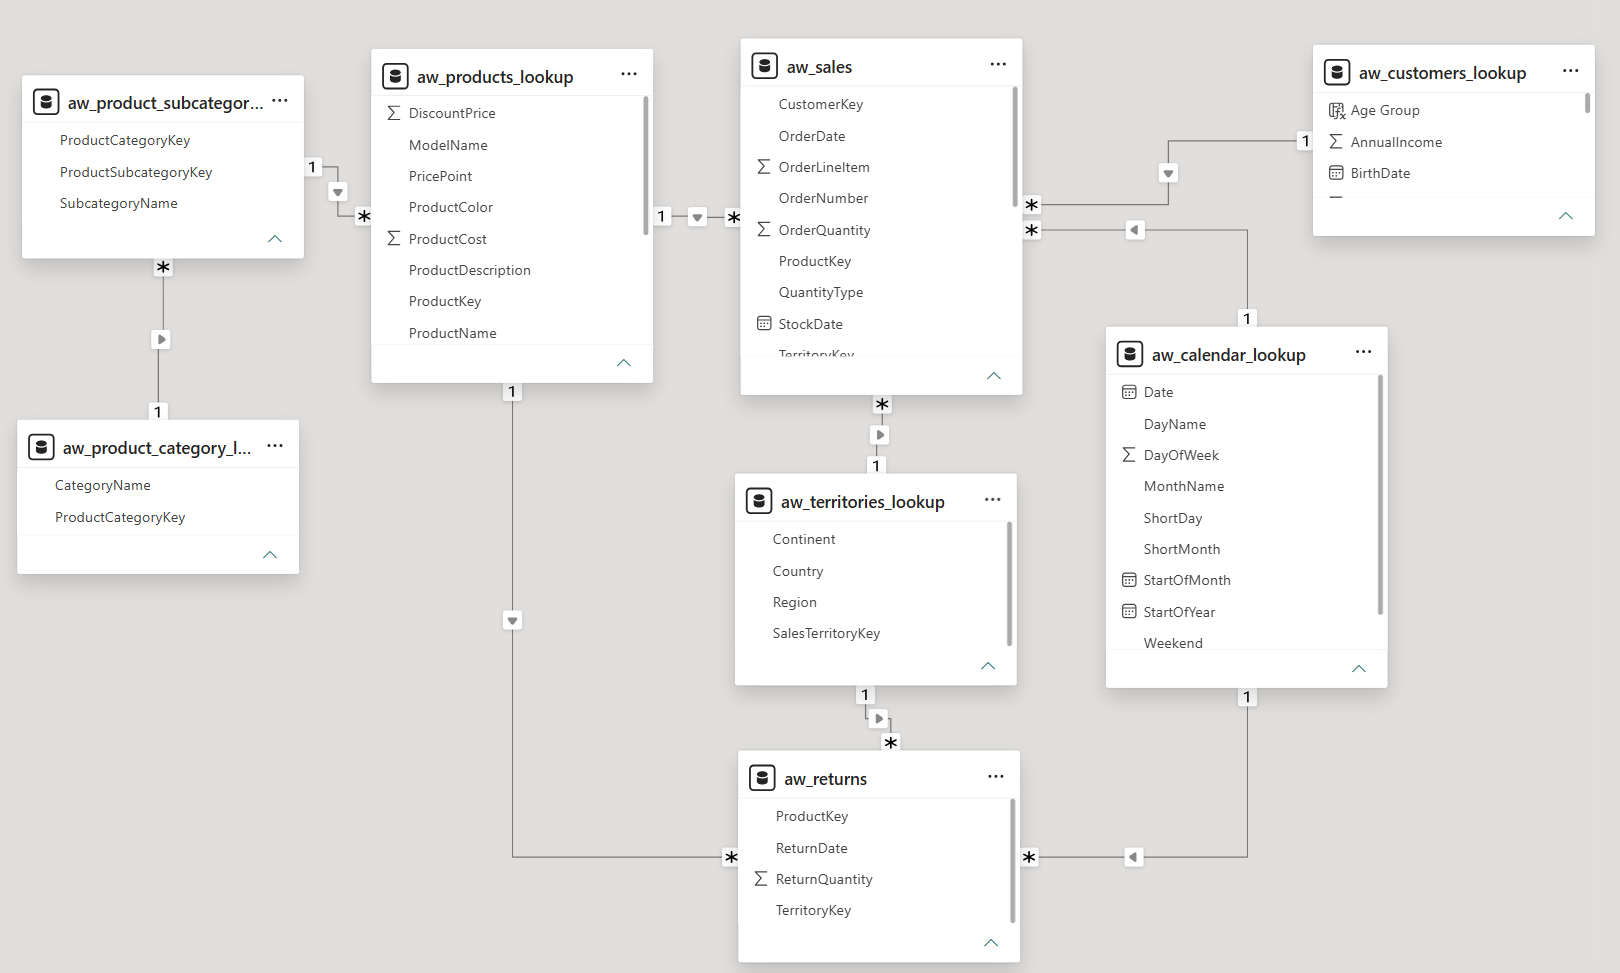 aw_product_subcategor...
ProductCategoryKey
ProductSubcategoryKey
SubcategoryName
1
*
*
1
aw_product_category_l...
CategoryName
ProductCategoryKey
aw_products_lookup
DiscountPrice
ModelName
PricePoint
ProductColor
ProductCost
ProductDescription
ProductKey
ProductName
1
*
1
*
aw_sales
CustomerKey
OrderDate
OrderLineItem
OrderNumber
OrderQuantity
ProductKey
QuantityType
StockDate
TerritoryKey
*
1
*
1
aw_customers_lookup
Age Group
AnnualIncome
BirthDate
*
1
aw_territories_lookup
Continent
Country
Region
SalesTerritoryKey
1
*
aw_calendar_lookup
Date
DayName
DayOfWeek
MonthName
ShortDay
ShortMonth
StartOfMonth
StartOfYear
Weekend
1
*
aw_returns
ProductKey
ReturnDate
ReturnQuantity
TerritoryKey